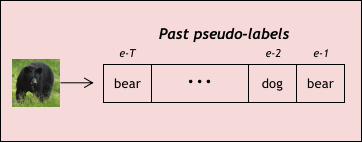 Past pseudo-labels
e-T e-2 e-1
bear ••• dog bear